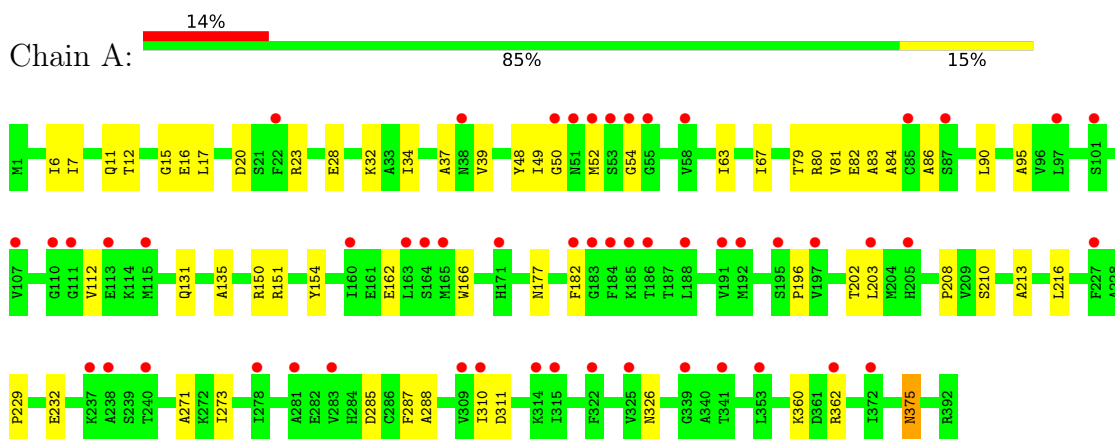 14%
Chain A:
85% 15%
M1 I6 I7 Q11 T12 G15 E16 L17 D20 S21 F22 R23 E28 K32 A33 I34 A37 N38 V39 Y48 I49 G50 N51 M52 S53 G54 G55 V58 I63 I67 T79 R80 V81 E82 A83 A84 C85 A86 S87 L90 A95 V96 L97 S101
V107 G110 G111 V112 E113 K114 M115 Q131 A135 R150 R151 Y154 I160 E161 E162 L163 S164 M165 W166 H171 N177 F182 G183 F184 K185 T186 T187 L188 V191 M192 S195 P196 V197 T202 L203 M204 H205 P208 V209 S210 A213 L216 F227 A228
P229 E232 K237 A238 S239 T240 A271 K272 I273 I278 A281 E282 V283 H284 D285 C286 F287 A288 V309 I310 D311 K314 I315 F322 V325 N326 G339 A340 T341 L353 K360 D361 R362 I372 N375 R392